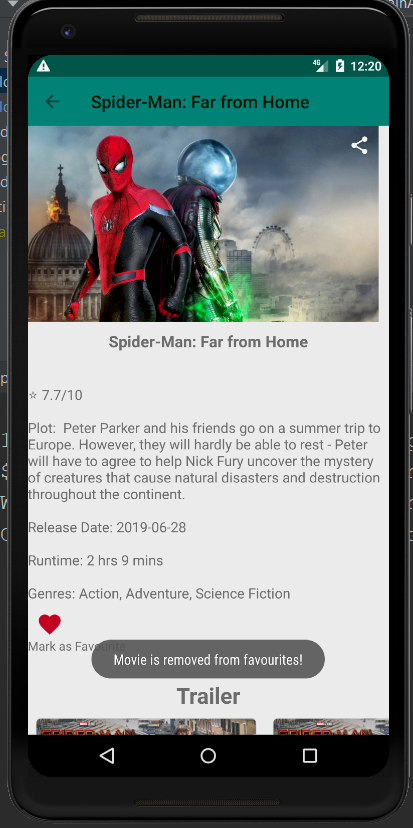 4G 12:20
Spider-Man: Far from Home
Spider-Man: Far from Home
☆ 7.7/10
Plot:  Peter Parker and his friends go on a summer trip to
Europe. However, they will hardly be able to rest - Peter
will have to agree to help Nick Fury uncover the mystery
of creatures that cause natural disasters and destruction
throughout the continent.
Release Date: 2019-06-28
Runtime: 2 hrs 9 mins
Genres: Action, Adventure, Science Fiction
Mark as Favourite
Movie is removed from favourites!
Trailer